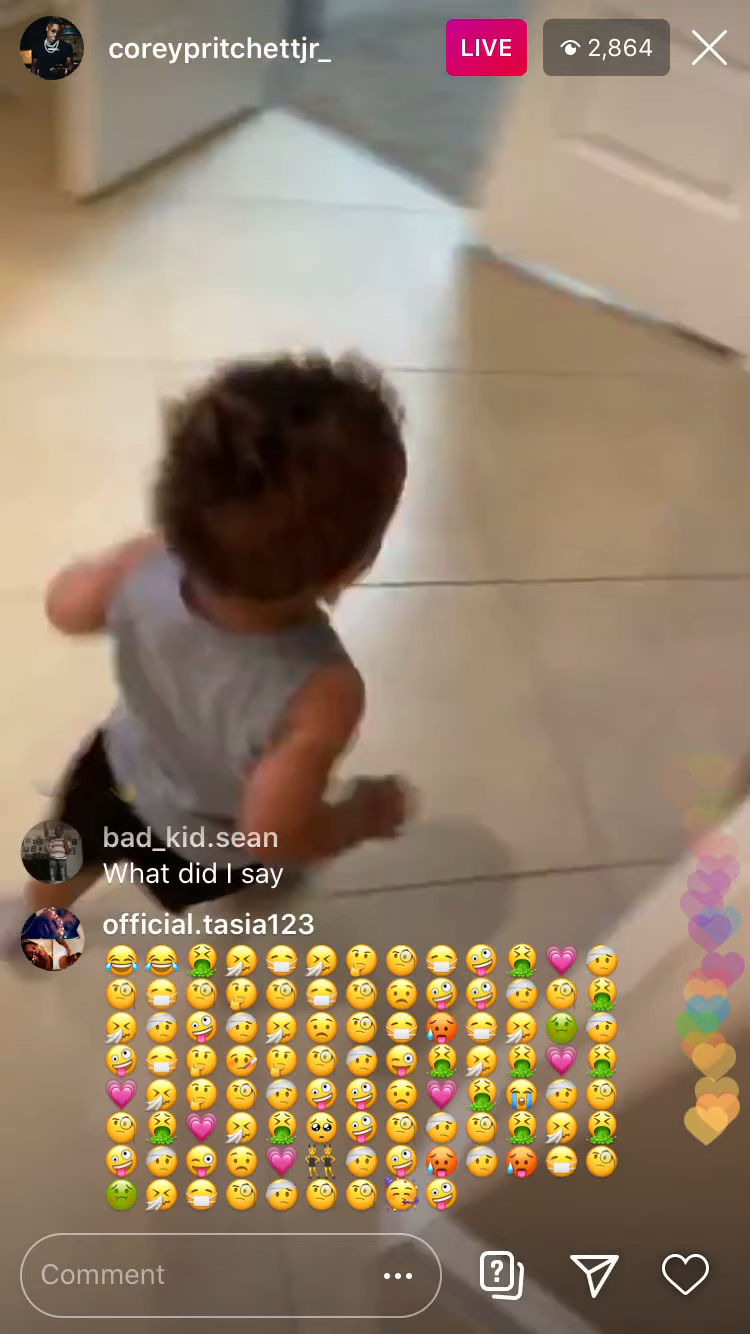 coreypritchettjr_
LIVE
2,864
bad_kid.sean
What did I say
official.tasia123
😂😂🤮🤧😷🤧🤔🧐😷🤪🤮💗🤕
🧐😷🧐🤔🧐😷🧐😟🤪🤪🤕🧐🤮
🤧🤕🤪🤕🤧😟🧐😷🥵😷🤧🤢🤕
🤪😷🤔🤒🤔🧐🤕😜🤮🤧🤮💗🤮
💗🤧🤔🧐🤕🤪🤪😟💗🤮😭🤕🧐
🧐🤮💗🤧🤮🥺🤪🧐🤕🧐🤮🤧🤮
🤪🤕😜😟💗👯🤕🤪🥵🤕🥵😷🧐
🤢🤧😷🧐🤕🧐🧐🥳🤪
Comment